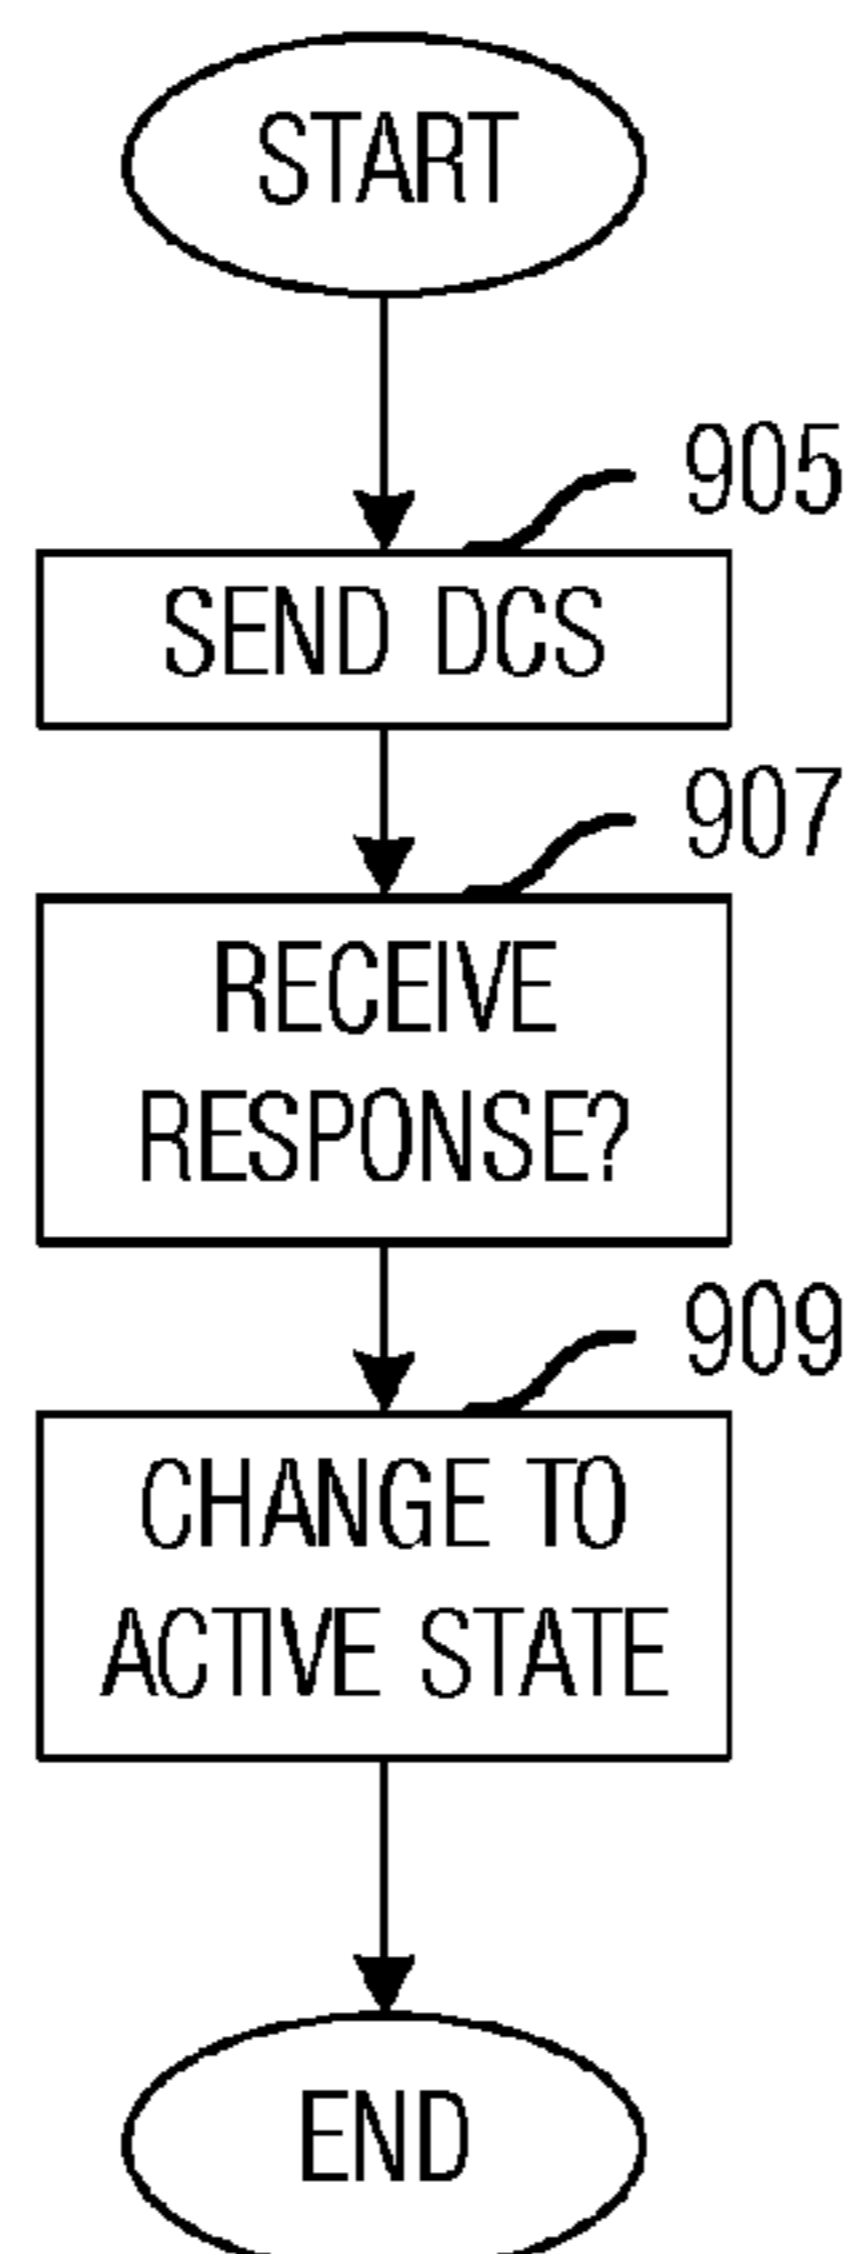 START
905
SEND DCS
907
RECEIVE
RESPONSE?
909
CHANGE TO
ACTIVE STATE
END